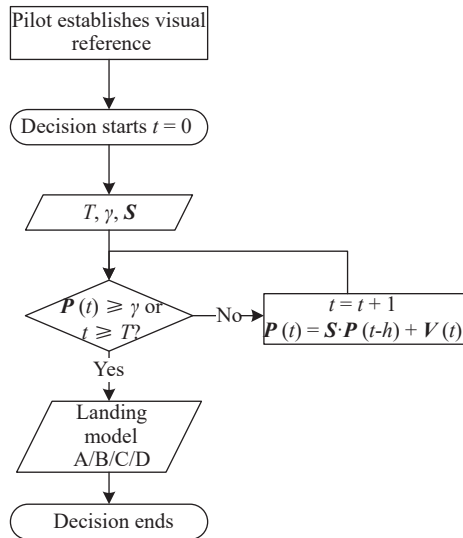 Pilot establishes visual
reference
Decision starts t = 0
T, γ, S
P (t) ⩾ γ or
t ⩾ T?
No
t = t + 1
P (t) = S·P (t-h) + V (t)
Yes
Landing
model
A/B/C/D
Decision ends